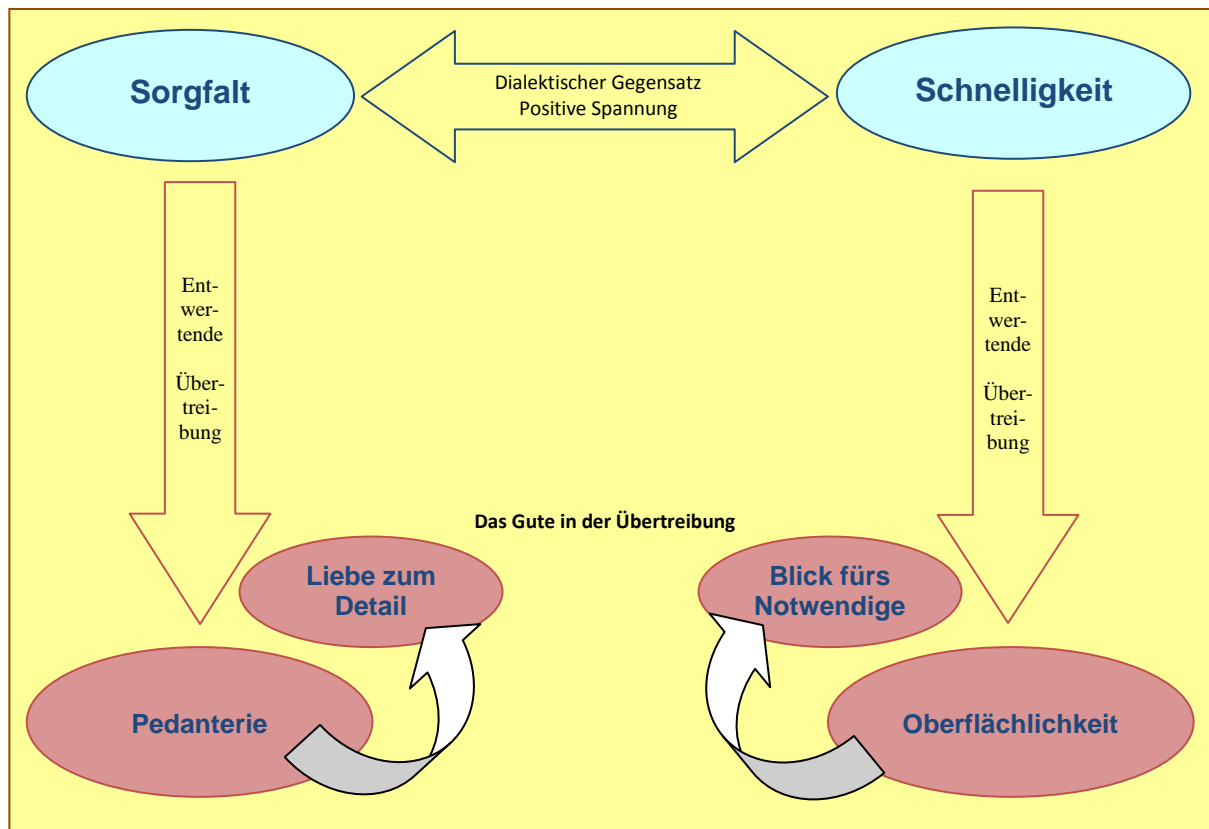 Sorgfalt
Dialektischer Gegensatz
Positive Spannung
Schnelligkeit
Ent-
wer-
tende
Über-
trei-
bung
Ent-
wer-
tende
Über-
trei-
bung
Das Gute in der Übertreibung
Liebe zum
Detail
Blick fürs
Notwendige
Pedanterie
Oberflächlichkeit